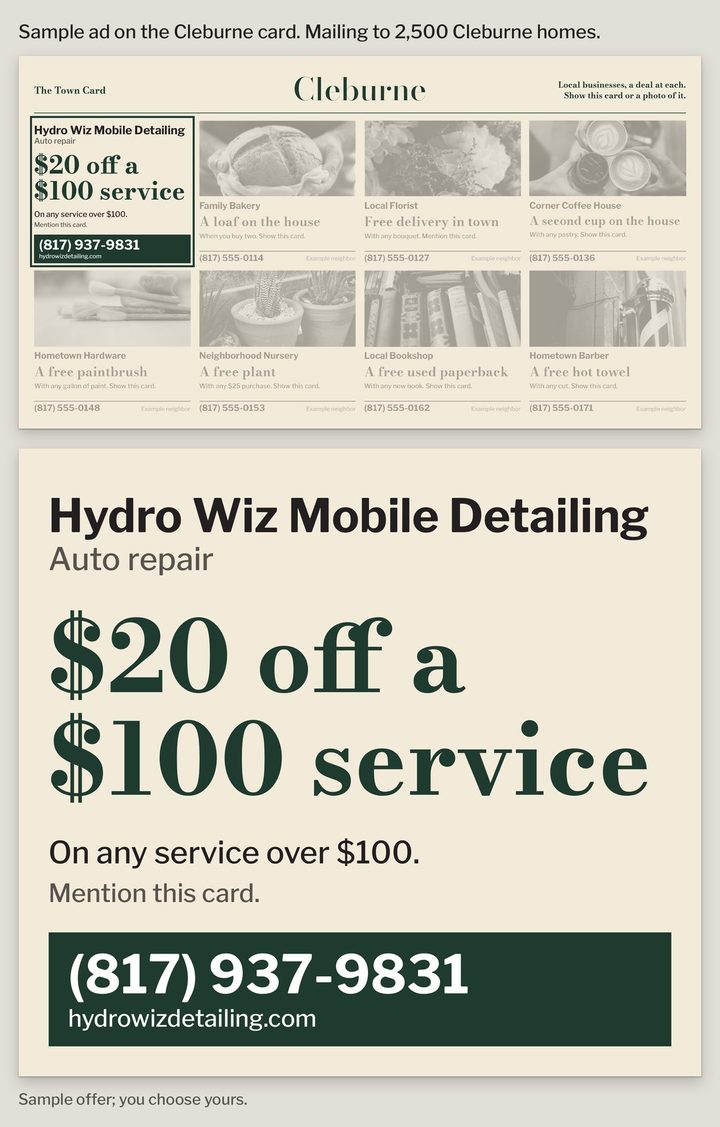 Sample ad on the Cleburne card. Mailing to 2,500 Cleburne homes.
The Town Card
Cleburne
Local businesses, a deal at each.
Show this card or a photo of it.
Hydro Wiz Mobile Detailing
Auto repair
$20 off a
$100 service
On any service over $100.
Mention this card.
(817) 937-9831
hydrowizdetailing.com
Family Bakery
A loaf on the house
When you buy two. Show this card.
(817) 555-0114
Local Florist
Free delivery in town
With any bouquet. Mention this card.
(817) 555-0127
Example neighbor
Corner Coffee House
A second cup on the house
With any pastry. Show this card.
(817) 555-0136
Example neighbor
Hometown Hardware
A free paintbrush
With any gallon of paint. Show this card.
(817) 555-0148
Example neighbor
Neighborhood Nursery
A free plant
With any $25 purchase. Show this card.
(817) 555-0153
Example neighbor
Local Bookshop
A free used paperback
With any new book. Show this card.
(817) 555-0162
Example neighbor
Hometown Barber
A free hot towel
With any cut. Show this card.
(817) 555-0171
Example neighbor
Hydro Wiz Mobile Detailing
Auto repair
$20 off a
$100 service
On any service over $100.
Mention this card.
(817) 937-9831
hydrowizdetailing.com
Sample offer; you choose yours.